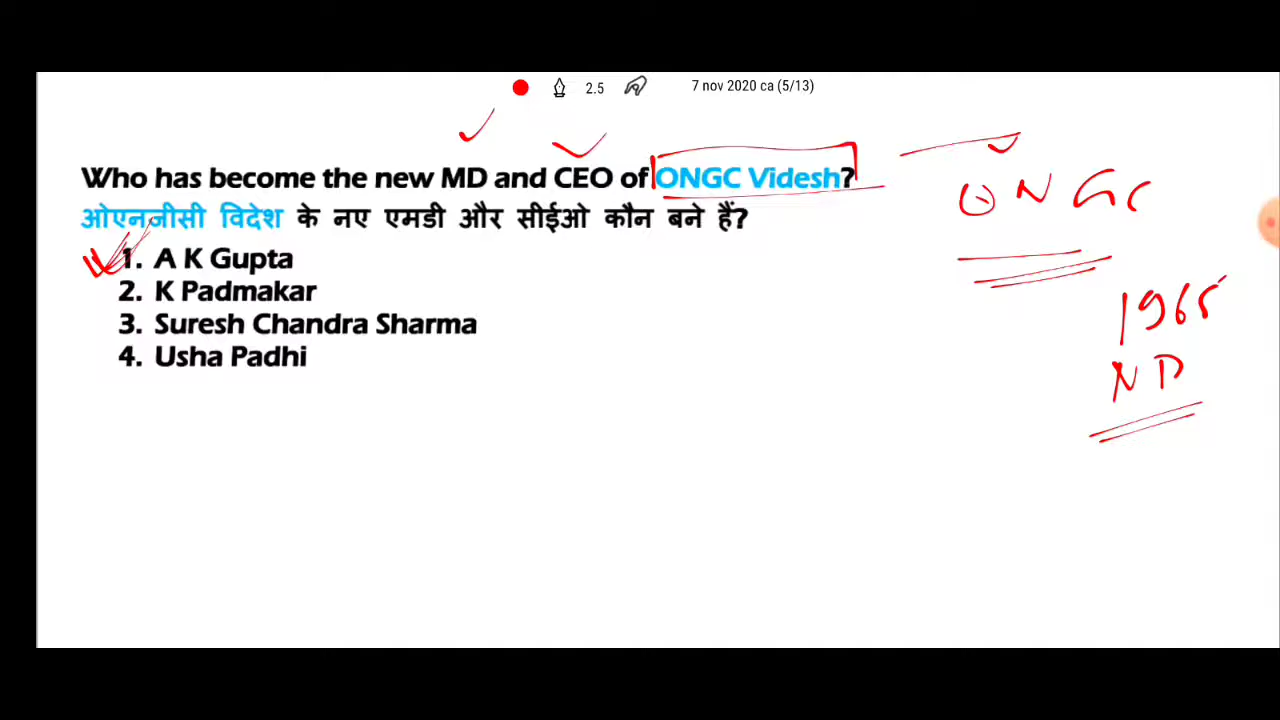 2.5 7 nov 2020 ca (5/13)
Who has become the new MD and CEO of ONGC Videsh?
ओएनजीसी विदेश के नए एमडी और सीईओ कौन बने हैं?
1. A K Gupta
2. K Padmakar
3. Suresh Chandra Sharma
4. Usha Padhi
ONGC
1965
ND